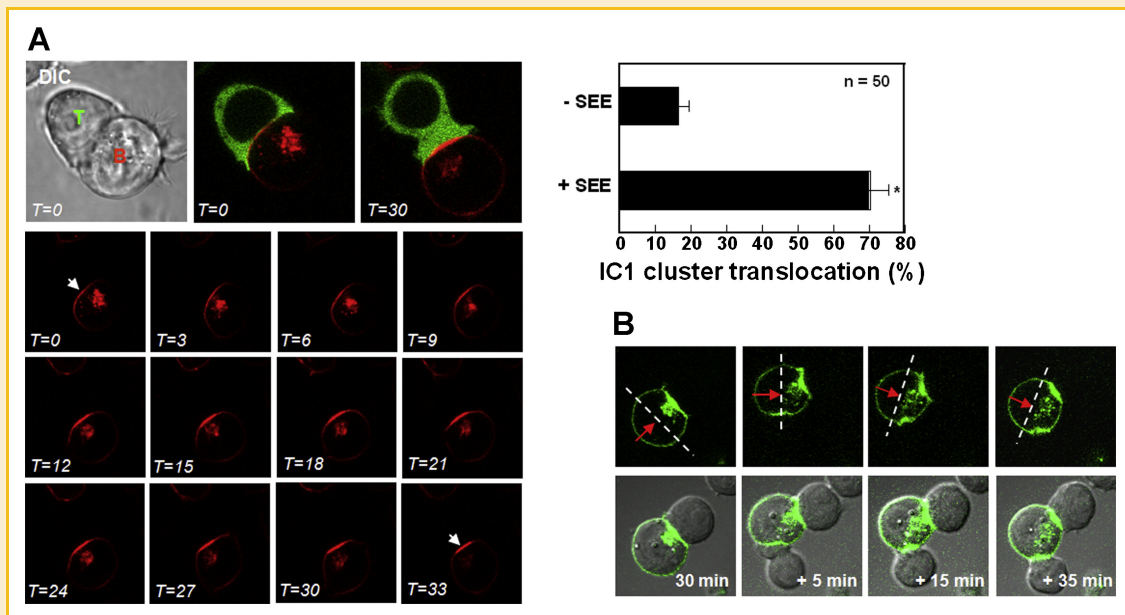 A
DIC
T
B
T=0
T=0
T=30
T=0
T=3
T=6
T=9
T=12
T=15
T=18
T=21
T=24
T=27
T=30
T=33
n = 50
- SEE
+ SEE
*
0 10 20 30 40 50 60 70 80
IC1 cluster translocation (%)
B
30 min
+ 5 min
+ 15 min
+ 35 min